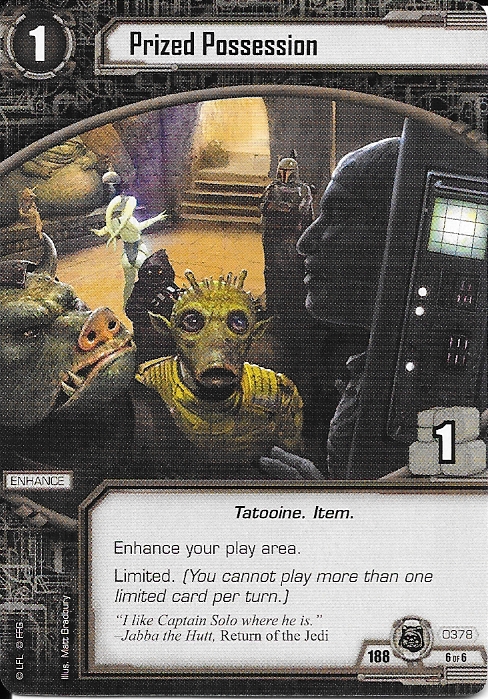 1
Prized Possession
1
ENHANCE
Tatooine. Item.
Enhance your play area.
Limited. (You cannot play more than one
limited card per turn.)
“I like Captain Solo where he is.”
–Jabba the Hutt, Return of the Jedi
© LFL © FFG
Illus. Matt Bradbury
188
0378
6 of 6